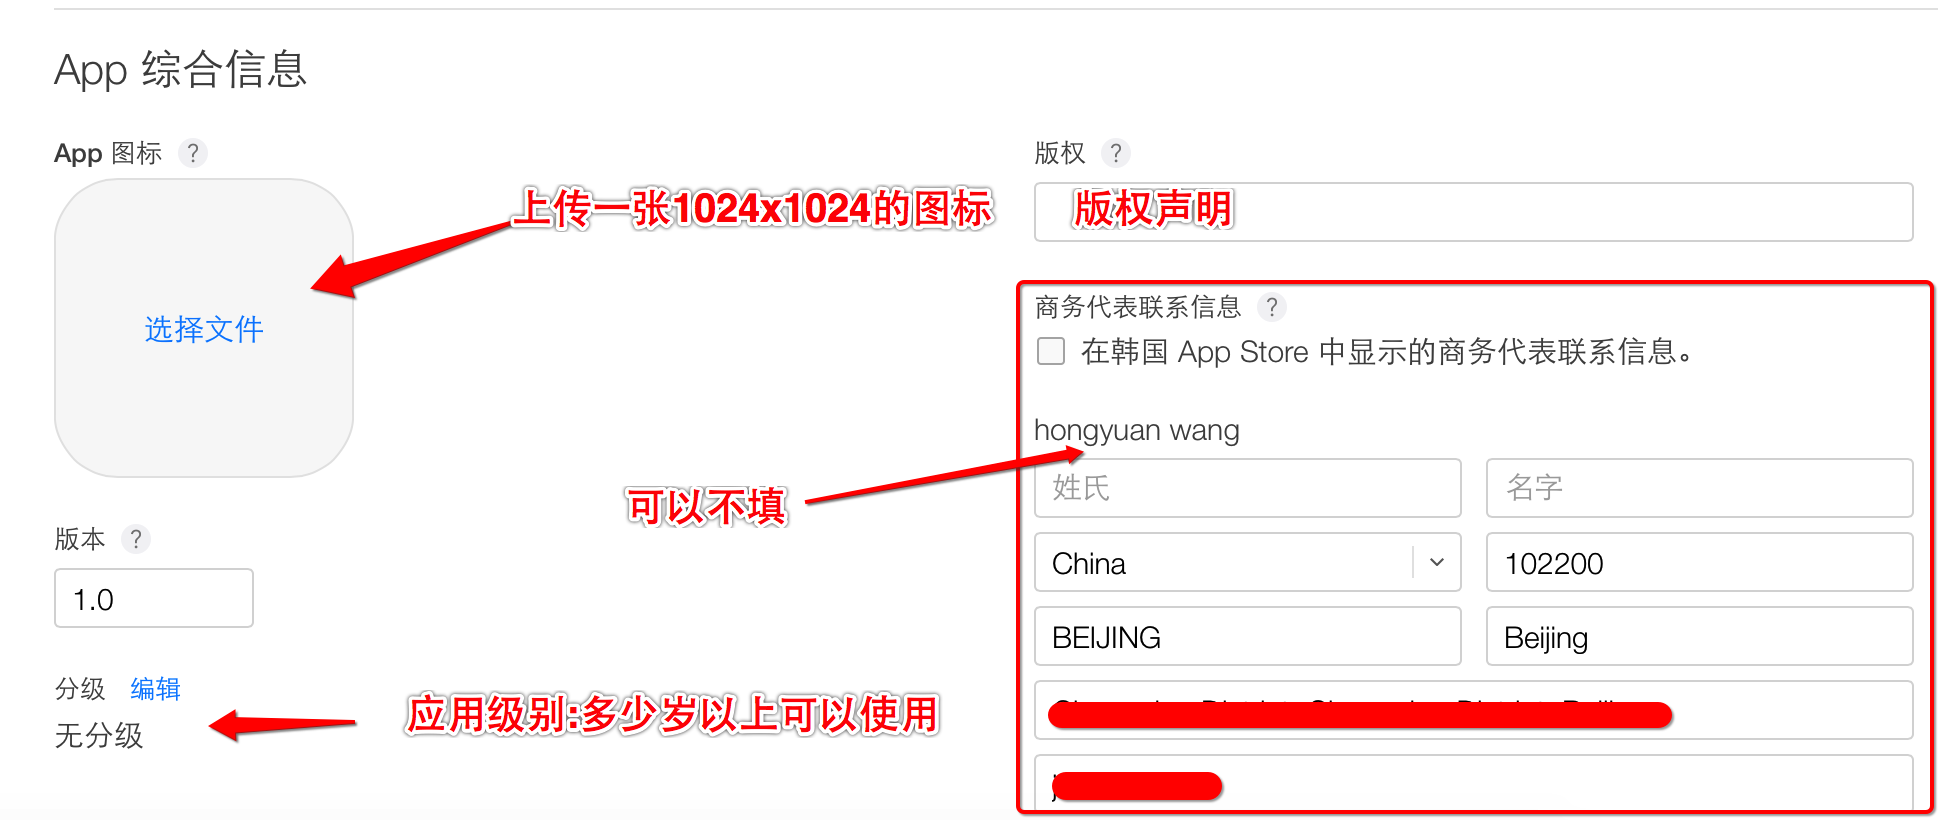 App 综合信息
App 图标 ?
上传一张1024x1024的图标
选择文件
版本 ?
1.0
分级 编辑
无分级
应用级别:多少岁以上可以使用
版权 ?
版权声明
商务代表联系信息 ?
在韩国 App Store 中显示的商务代表联系信息。
hongyuan wang
可以不填
姓氏 名字
China 102200
BEIJING Beijing